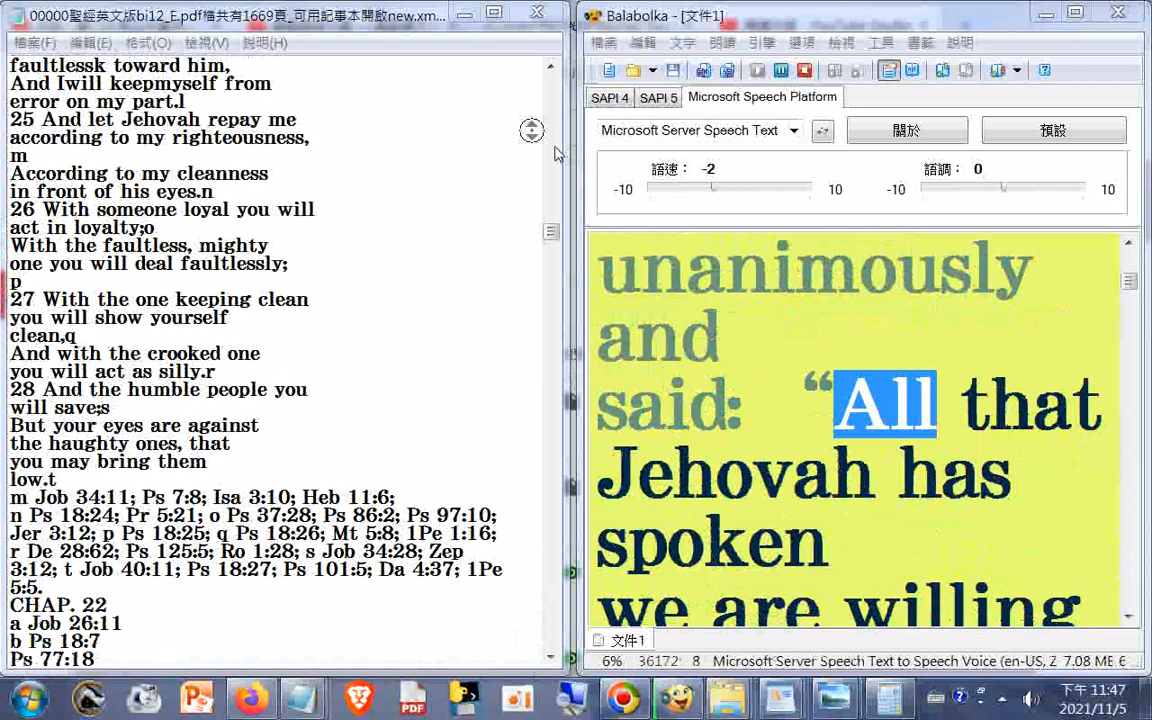 00000聖經英文版bi12_E.pdf檔共有1669頁_可用記事本開啟new.xm...
檔案(F) 編輯(E) 格式(O) 檢視(V) 說明(H)
faultlessk toward him,
And Iwill keepmyself from
error on my part.l
25 And let Jehovah repay me
according to my righteousness,
m
According to my cleanness
in front of his eyes.n
26 With someone loyal you will
act in loyalty;o
With the faultless, mighty
one you will deal faultlessly;
p
27 With the one keeping clean
you will show yourself
clean,q
And with the crooked one
you will act as silly.r
28 And the humble people you
will save;s
But your eyes are against
the haughty ones, that
you may bring them
low.t
m Job 34:11; Ps 7:8; Isa 3:10; Heb 11:6;
n Ps 18:24; Pr 5:21; o Ps 37:28; Ps 86:2; Ps 97:10;
Jer 3:12; p Ps 18:25; q Ps 18:26; Mt 5:8; 1Pe 1:16;
r De 28:62; Ps 125:5; Ro 1:28; s Job 34:28; Zep
3:12; t Job 40:11; Ps 18:27; Ps 101:5; Da 4:37; 1Pe
5:5.
CHAP. 22
a Job 26:11
b Ps 18:7
Ps 77:18
Balabolka - [文件1]
檔案 編輯 文字 朗讀 引擎 選項 檢視 工具 書籤 說明
SAPI 4 SAPI 5 Microsoft Speech Platform
Microsoft Server Speech Text 關於 預設
語速: -2 語調: 0
-10 10 -10 10
unanimously
and
said: “All that
Jehovah has
spoken
we are willing
文件1
6% 36172 8 Microsoft Server Speech Text to Speech Voice (en-US, 2 7.08 MB 6
PDF
下午 11:47
2021/11/5